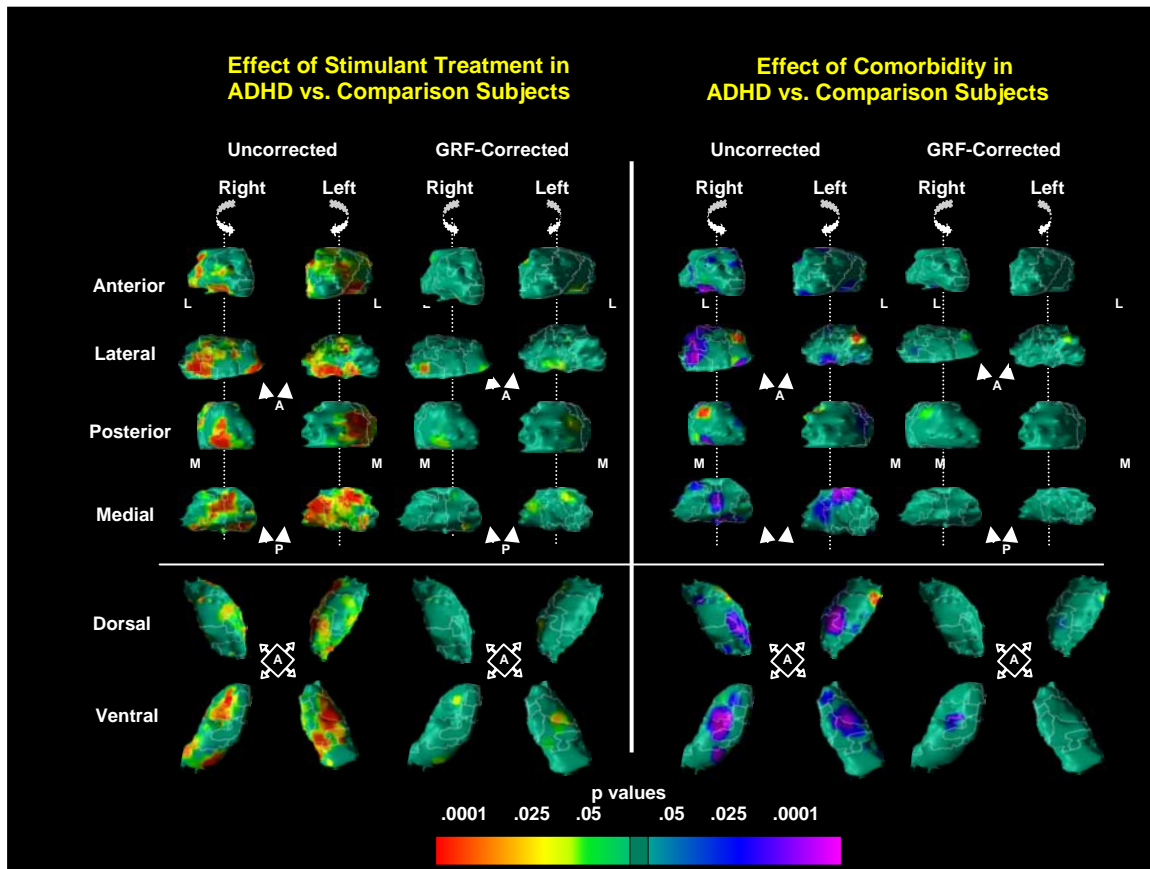 Effect of Stimulant Treatment in
ADHD vs. Comparison Subjects
Effect of Comorbidity in
ADHD vs. Comparison Subjects
Uncorrected GRF-Corrected Uncorrected GRF-Corrected
Right Left Right Left Right Left Right Left
Anterior
L L L L L L
Lateral
A A A A
Posterior
M M M M M M M M
Medial
P P P
Dorsal
A A A A
Ventral
p values
.0001 .025 .05 .05 .025 .0001